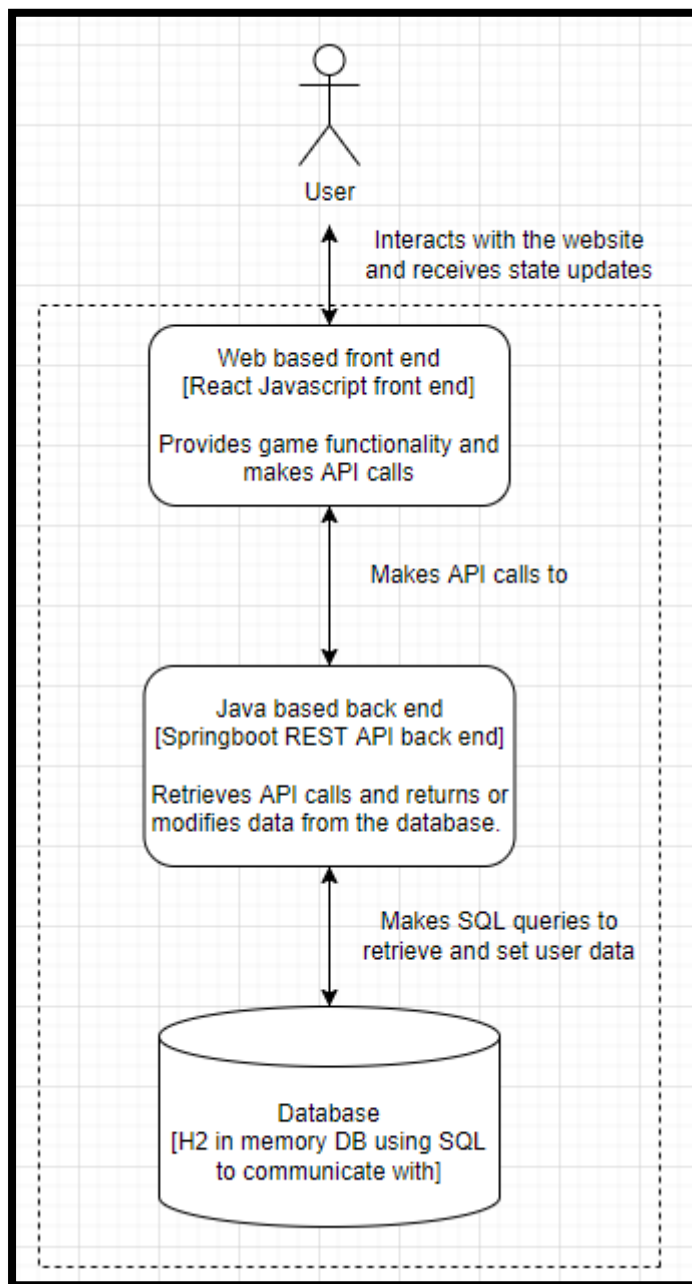 User
Interacts with the website
and receives state updates
Web based front end
[React Javascript front end]
Provides game functionality and
makes API calls
Makes API calls to
Java based back end
[Springboot REST API back end]
Retrieves API calls and returns or
modifies data from the database.
Makes SQL queries to
retrieve and set user data
Database
[H2 in memory DB using SQL
to communicate with]